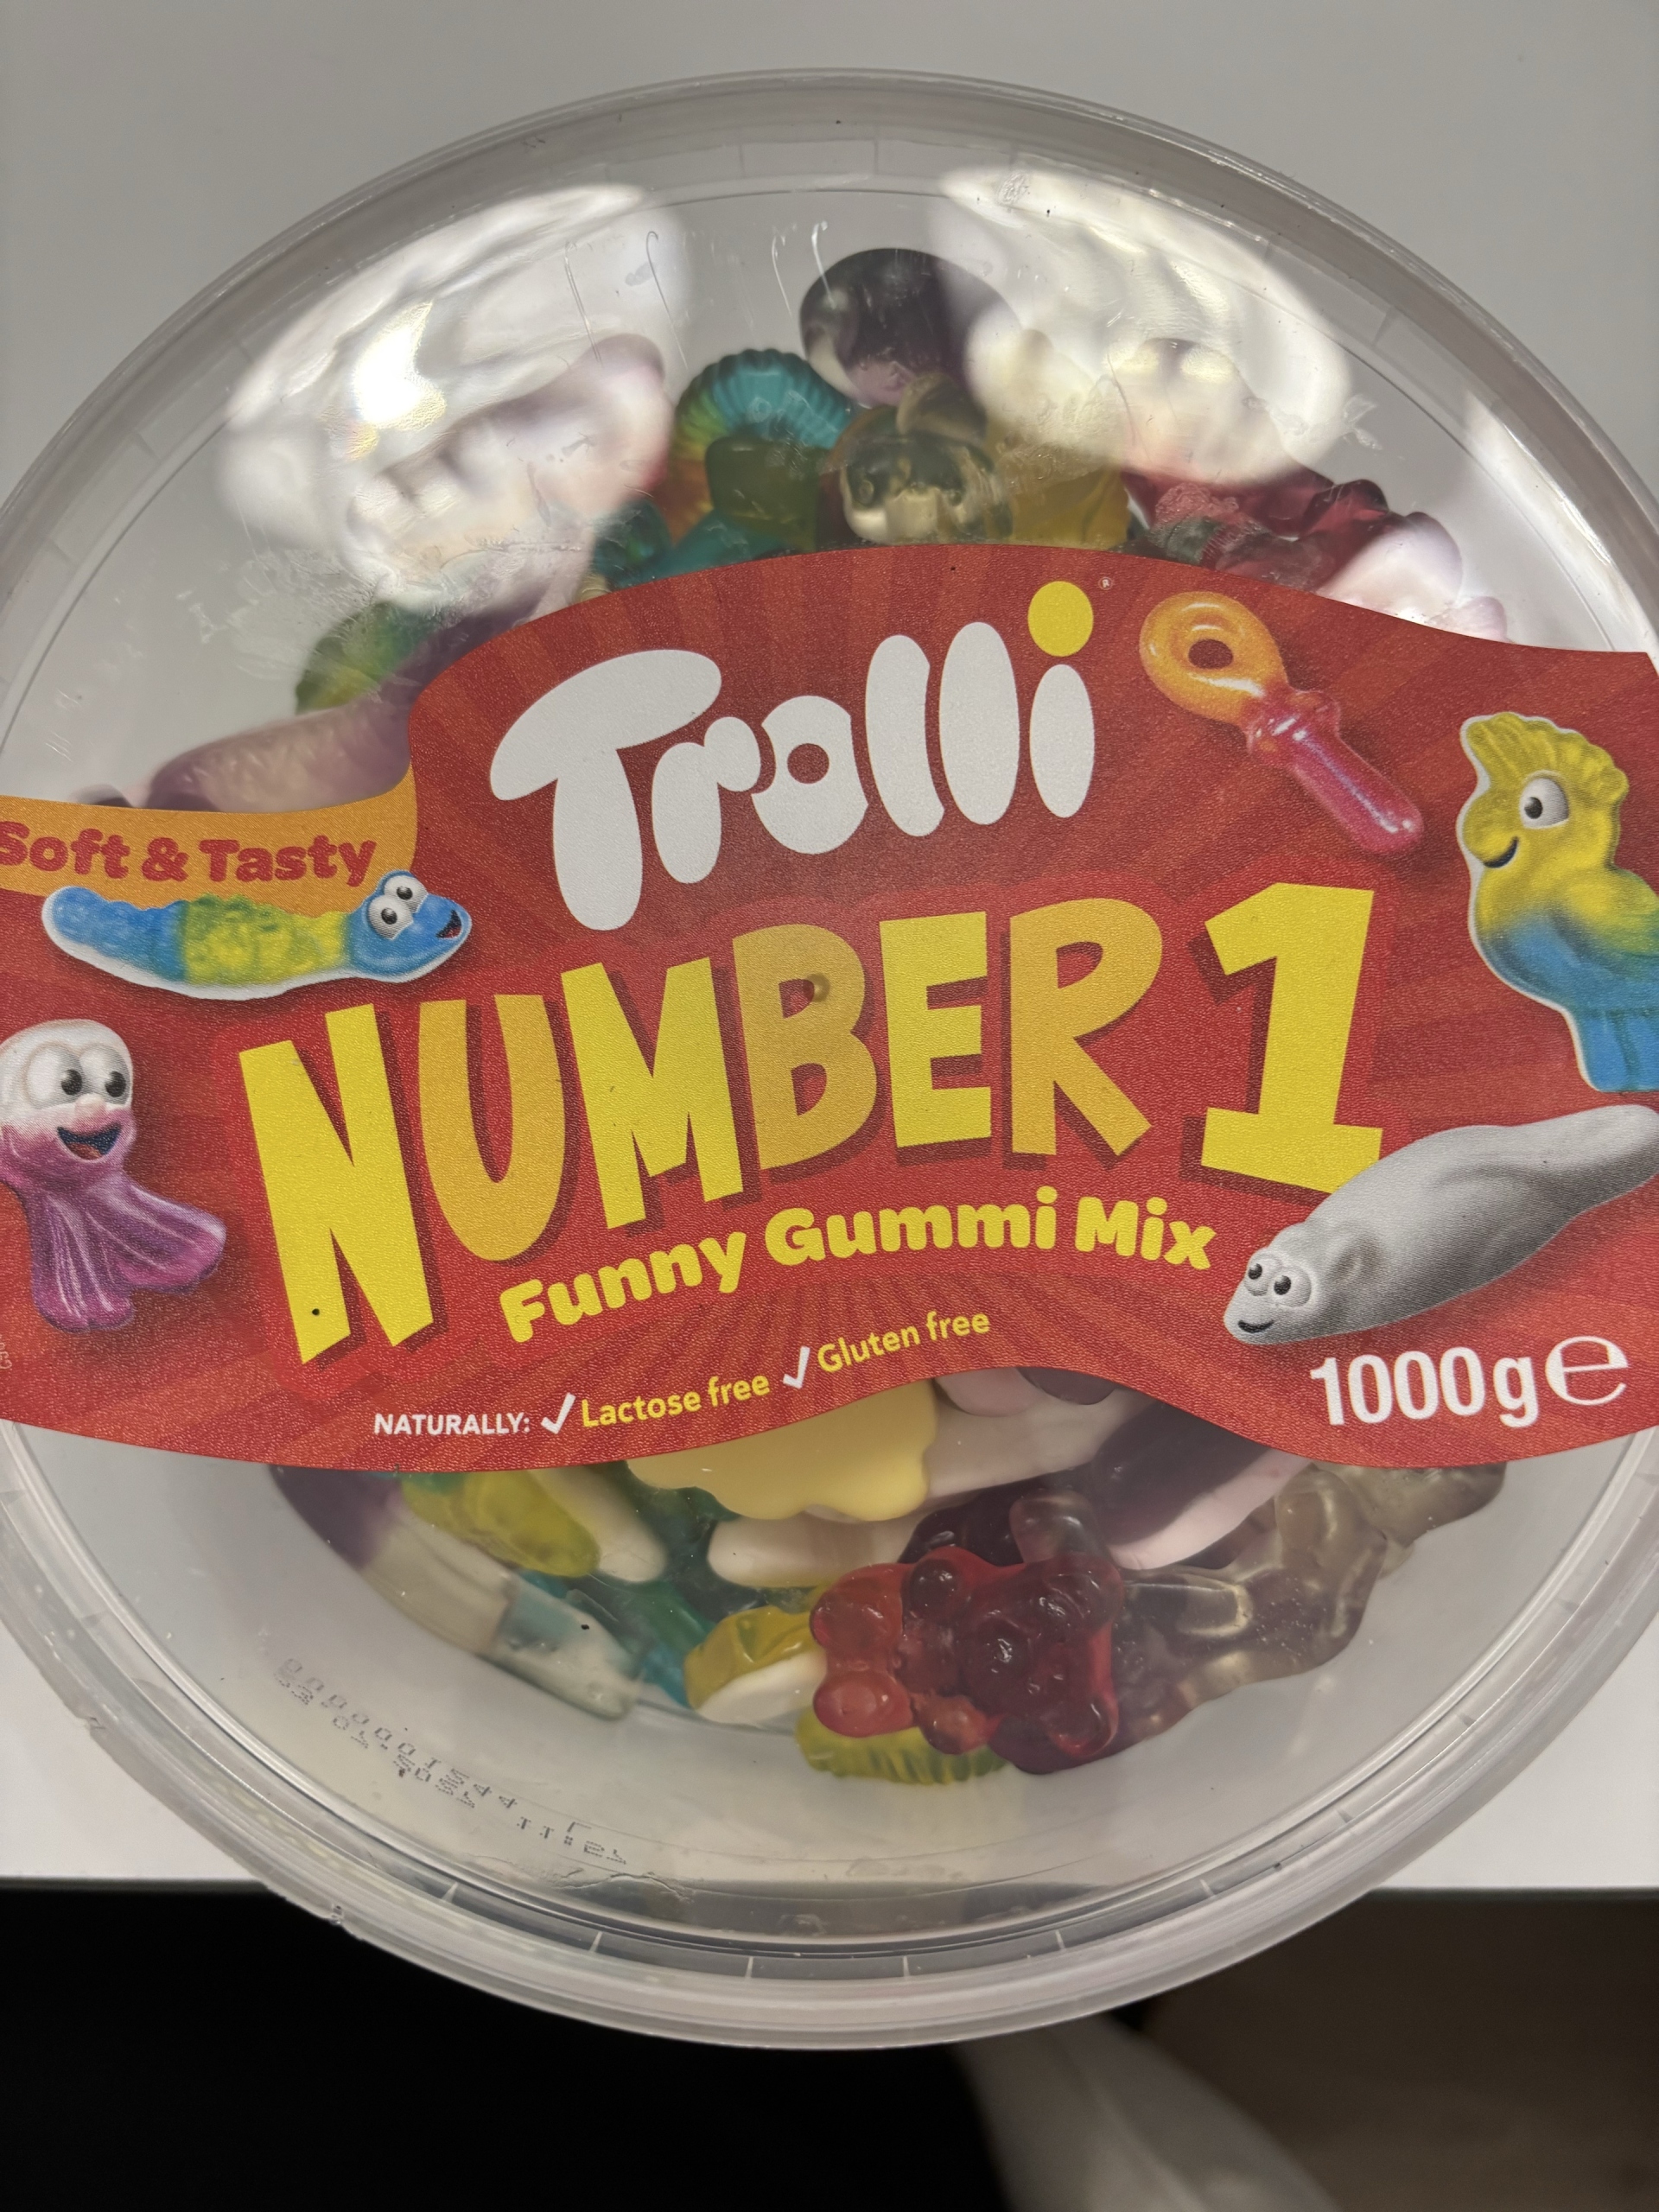 Trolli
®
Soft & Tasty
NUMBER 1
Funny Gummi Mix
NATURALLY: ✓ Lactose free ✓ Gluten free
1000g ℮